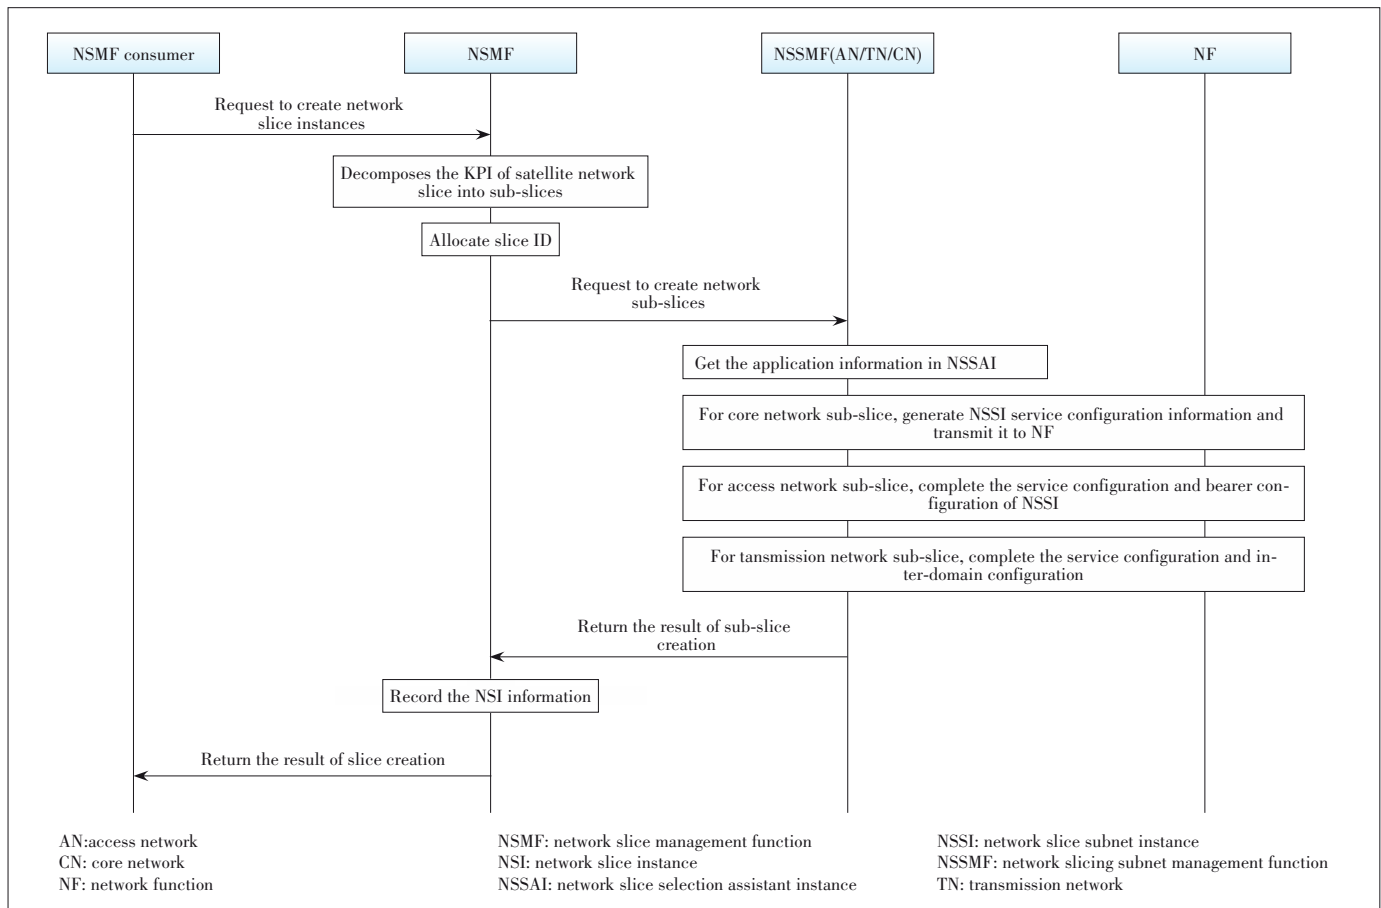 NSMF consumer
NSMF
NSSMF(AN/TN/CN)
NF
Request to create network
slice instances
Decomposes the KPI of satellite network
slice into sub-slices
Allocate slice ID
Request to create network
sub-slices
Get the application information in NSSAI
For core network sub-slice, generate NSSI service configuration information and
transmit it to NF
For access network sub-slice, complete the service configuration and bearer con-
figuration of NSSI
For tansmission network sub-slice, complete the service configuration and in-
ter-domain configuration
Return the result of sub-slice
creation
Record the NSI information
Return the result of slice creation
AN:access network
CN: core network
NF: network function
NSMF: network slice management function
NSI: network slice instance
NSSAI: network slice selection assistant instance
NSSI: network slice subnet instance
NSSMF: network slicing subnet management function
TN: transmission network